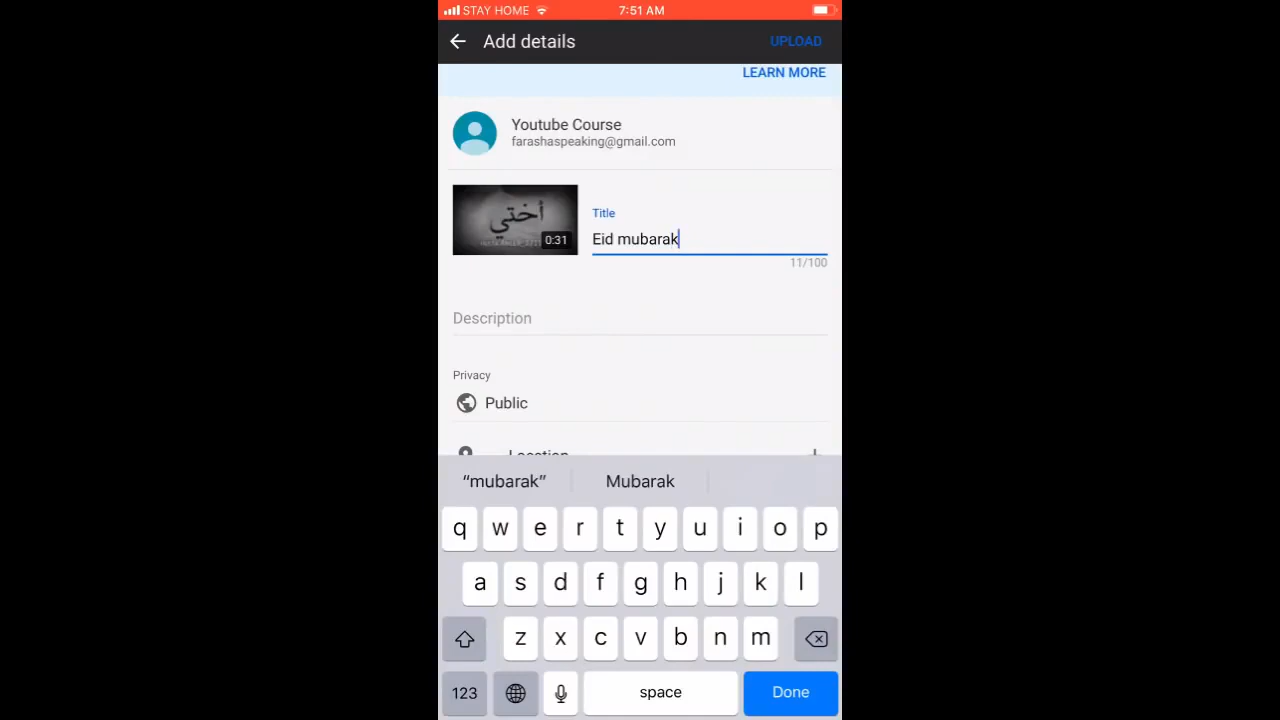 STAY HOME
7:51 AM
Add details
UPLOAD
LEARN MORE
Youtube Course
farashaspeaking@gmail.com
أختي
0:31
Title
Eid mubarak
11/100
Description
Privacy
Public
Location
“mubarak”
Mubarak
q w e r t y u i o p
a s d f g h j k l
z x c v b n m
123
space
Done